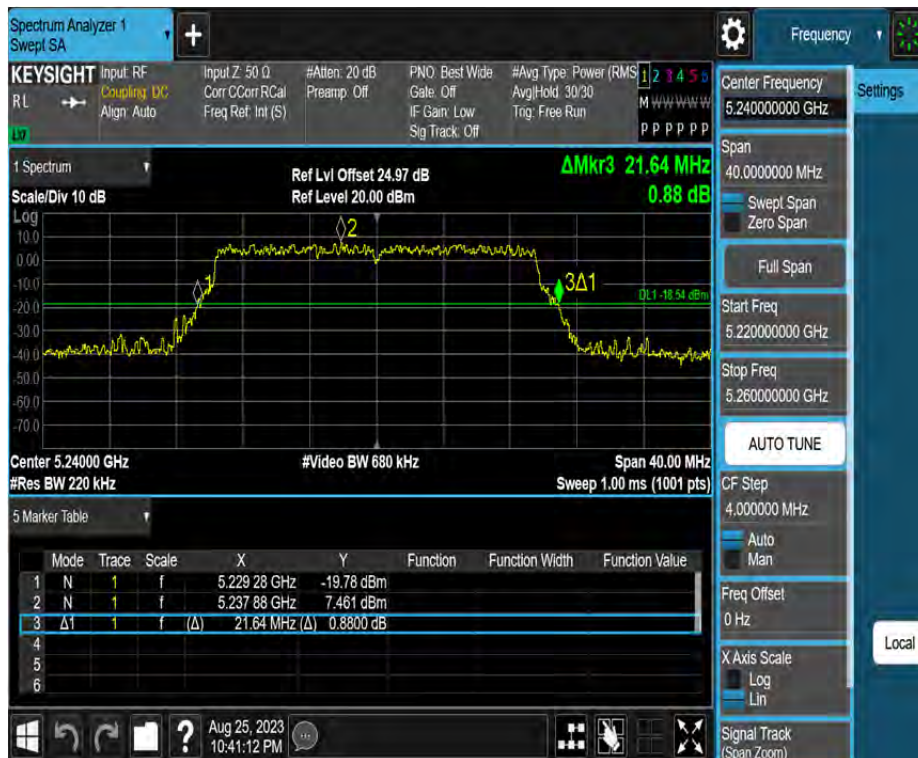 Spectrum Analyzer 1
Swept SA
+
Frequency
KEYSIGHT
RL
LXI
Input: RF
Coupling: DC
Align: Auto
Input Z: 50 Ω
Corr CCorr RCal
Freq Ref: Int (S)
#Atten: 20 dB
Preamp: Off
PNO: Best Wide
Gate: Off
IF Gain: Low
Sig Track: Off
#Avg Type: Power (RMS
Avg|Hold: 30/30
Trig: Free Run
1 2 3 4 5 6
M W W W W W
P P P P P P
1 Spectrum
Scale/Div 10 dB
Ref Lvl Offset 24.97 dB
Ref Level 20.00 dBm
ΔMkr3 21.64 MHz
0.88 dB
Log
10.0
0.00
-10.0
-20.0
-30.0
-40.0
-50.0
-60.0
-70.0
1
2
3Δ1
DL1 -18.54 dBm
Center 5.24000 GHz
#Video BW 680 kHz
Span 40.00 MHz
#Res BW 220 kHz
Sweep 1.00 ms (1001 pts)
5 Marker Table
Mode Trace Scale X Y Function Function Width Function Value
1 N 1 f 5.229 28 GHz -19.78 dBm
2 N 1 f 5.237 88 GHz 7.461 dBm
3 Δ1 1 f (Δ) 21.64 MHz (Δ) 0.8800 dB
4
5
6
Aug 25, 2023
10:41:12 PM
?
Center Frequency
5.240000000 GHz
Span
40.0000000 MHz
Swept Span
Zero Span
Full Span
Start Freq
5.220000000 GHz
Stop Freq
5.260000000 GHz
AUTO TUNE
CF Step
4.000000 MHz
Auto
Man
Freq Offset
0 Hz
X Axis Scale
Log
Lin
Signal Track
(Span Zoom)
Settings
Local